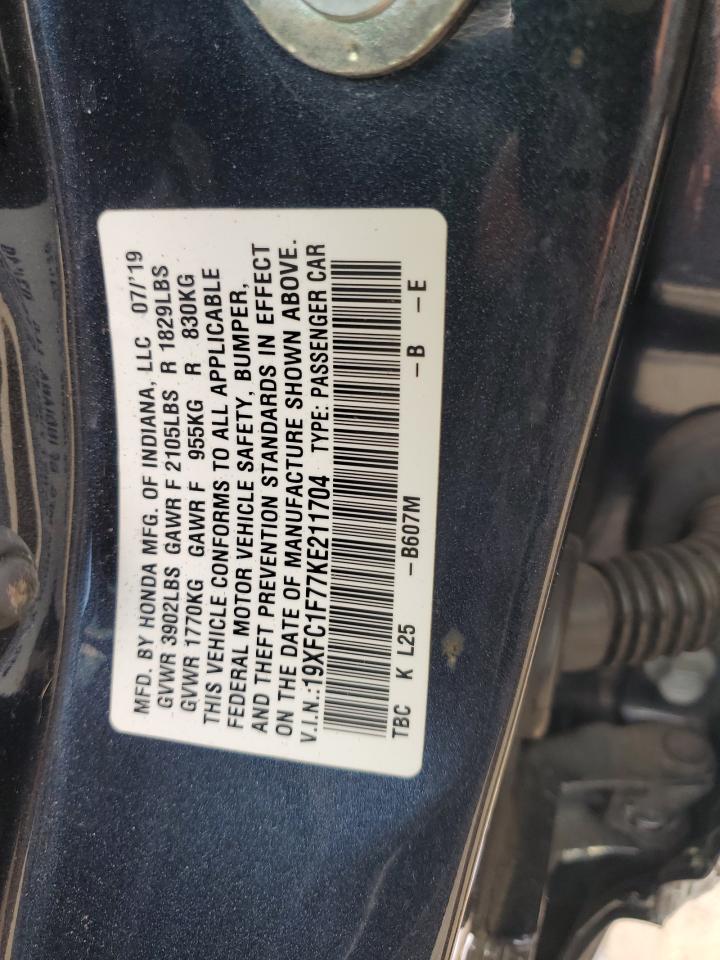 MFD. BY HONDA MFG. OF INDIANA, LLC 07/'19
GVWR 3902LBS GAWR F 2105LBS R 1829LBS
GVWR 1770KG GAWR F 955KG R 830KG
THIS VEHICLE CONFORMS TO ALL APPLICABLE
FEDERAL MOTOR VEHICLE SAFETY, BUMPER,
AND THEFT PREVENTION STANDARDS IN EFFECT
ON THE DATE OF MANUFACTURE SHOWN ABOVE.
V.I.N.:19XFC1F77KE211704 TYPE: PASSENGER CAR
TBC K L25 -B607M -B -E